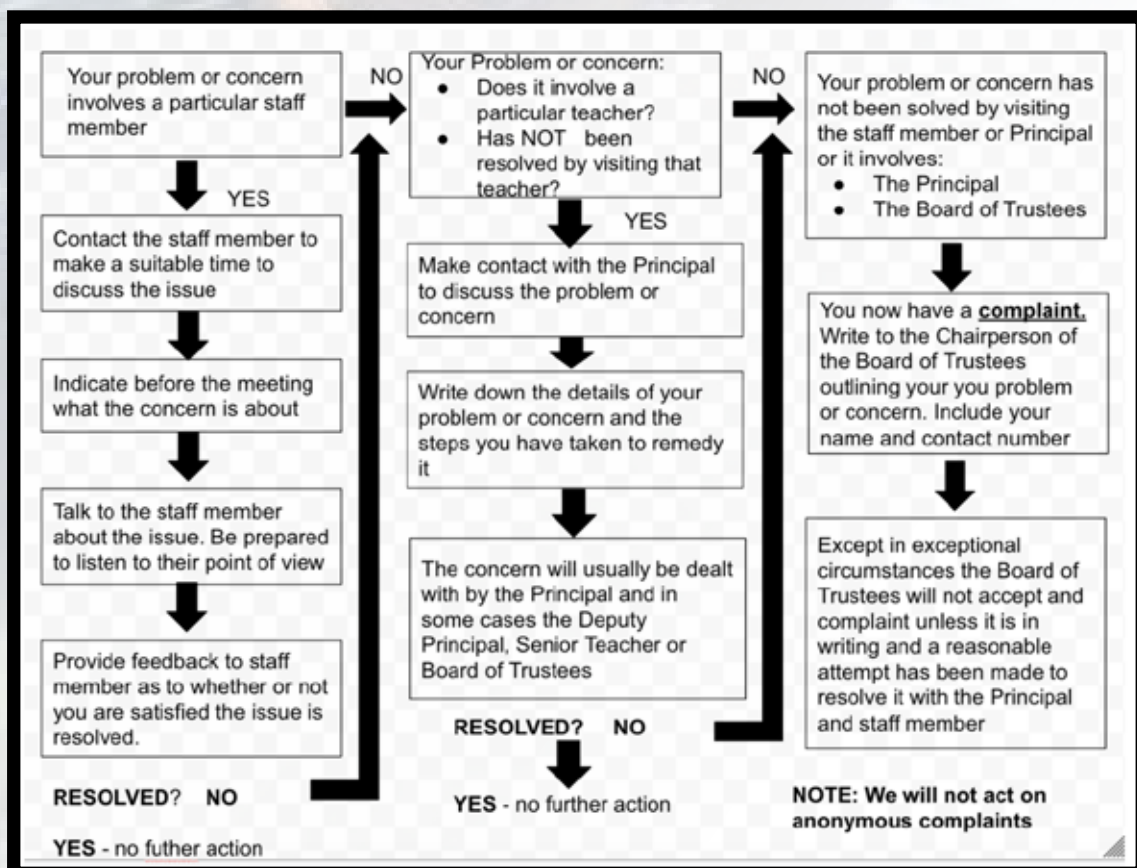 Your problem or concern
involves a particular staff
member
YES
Contact the staff member to
make a suitable time to
discuss the issue
Indicate before the meeting
what the concern is about
Talk to the staff member
about the issue. Be prepared
to listen to their point of view
Provide feedback to staff
member as to whether or not
you are satisfied the issue is
resolved.
RESOLVED? NO
YES - no futher action
NO
Your Problem or concern:
● Does it involve a
particular teacher?
● Has NOT been
resolved by visiting that
teacher?
YES
Make contact with the Principal
to discuss the problem or
concern
Write down the details of your
problem or concern and the
steps you have taken to remedy
it
The concern will usually be dealt
with by the Principal and in
some cases the Deputy
Principal, Senior Teacher or
Board of Trustees
RESOLVED? NO
YES - no further action
NO
Your problem or concern has
not been solved by visiting
the staff member or Principal
or it involves:
● The Principal
● The Board of Trustees
You now have a complaint.
Write to the Chairperson of
the Board of Trustees
outlining your you problem
or concern. Include your
name and contact number
Except in exceptional
circumstances the Board of
Trustees will not accept and
complaint unless it is in
writing and a reasonable
attempt has been made to
resolve it with the Principal
and staff member
NOTE: We will not act on
anonymous complaints